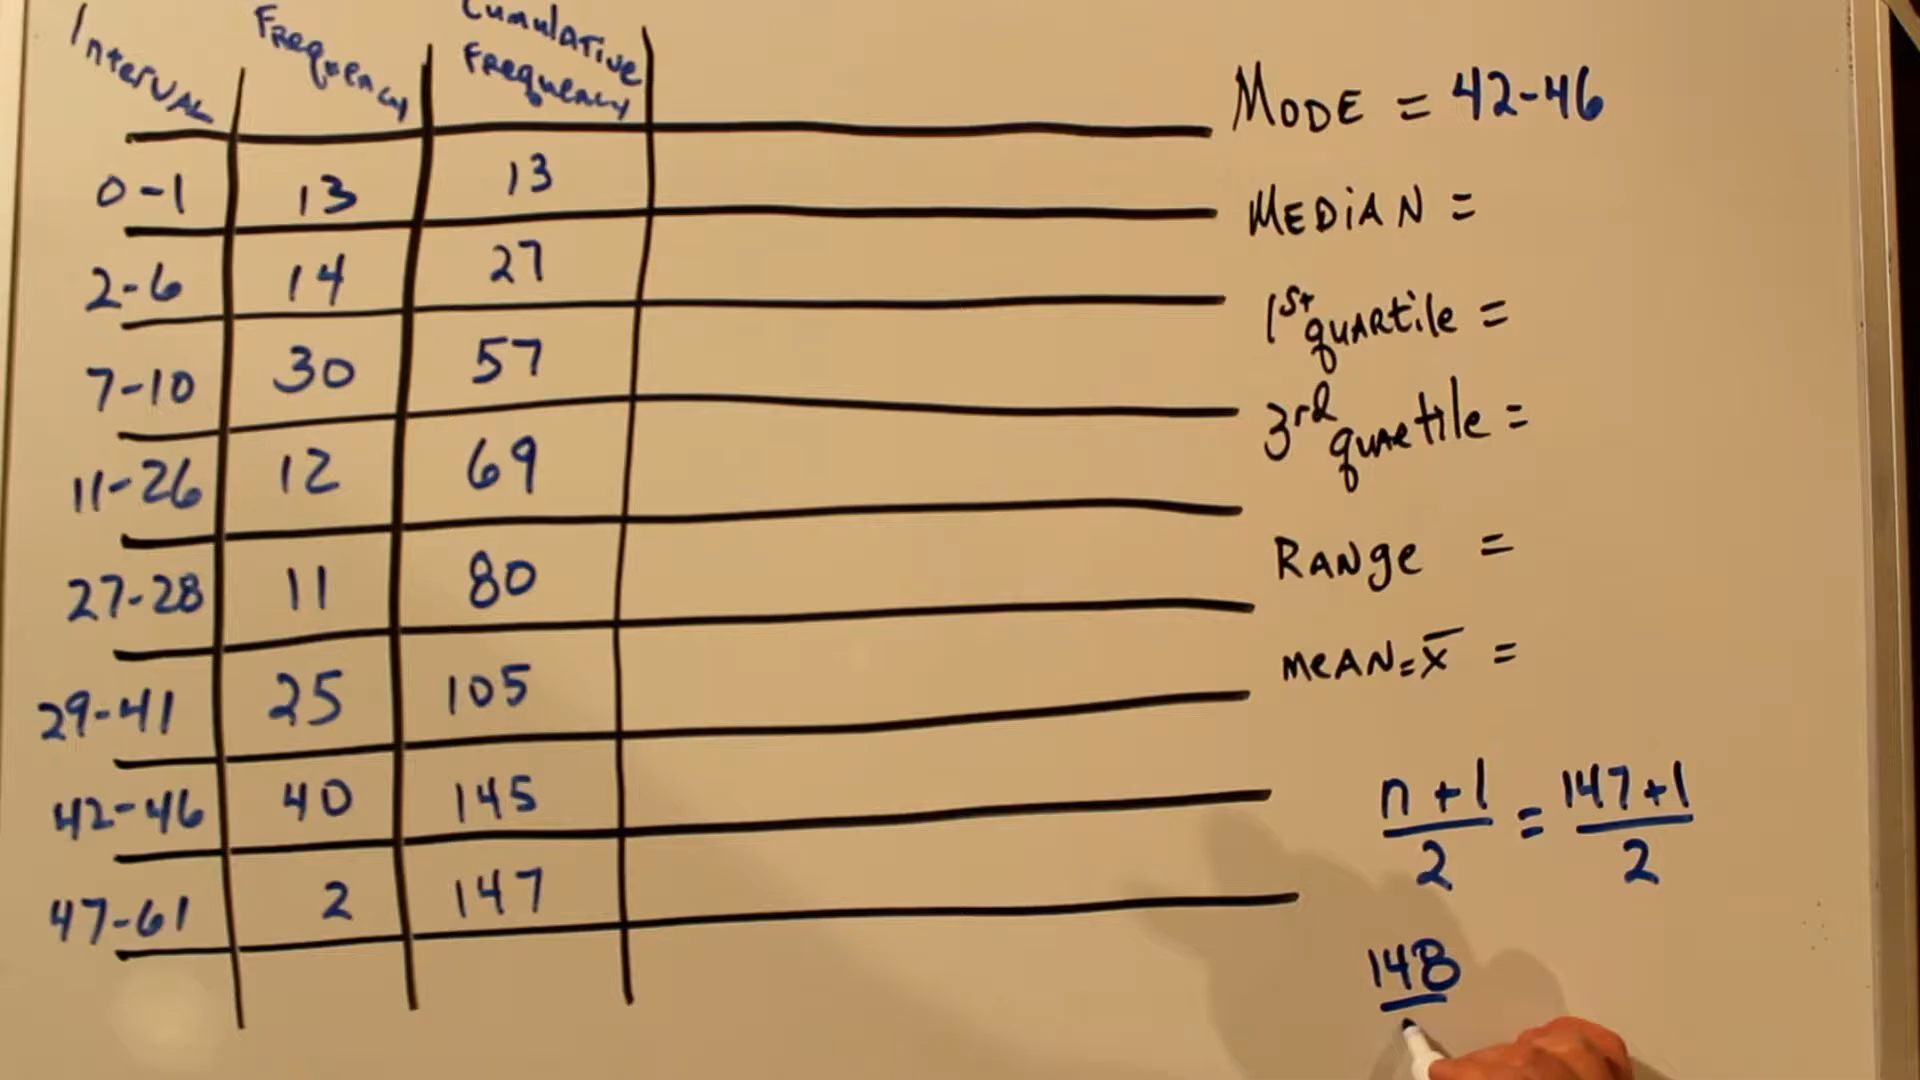 Interval Frequency Cumulative Frequency
0-1 13 13
2-6 14 27
7-10 30 57
11-26 12 69
27-28 11 80
29-41 25 105
42-46 40 145
47-61 2 147
MODE = 42-46
MEDiAN =
1st quARtile =
3rd quARtile =
RANge =
meAN = x̄ =
n+1 / 2 = 147+1 / 2
148